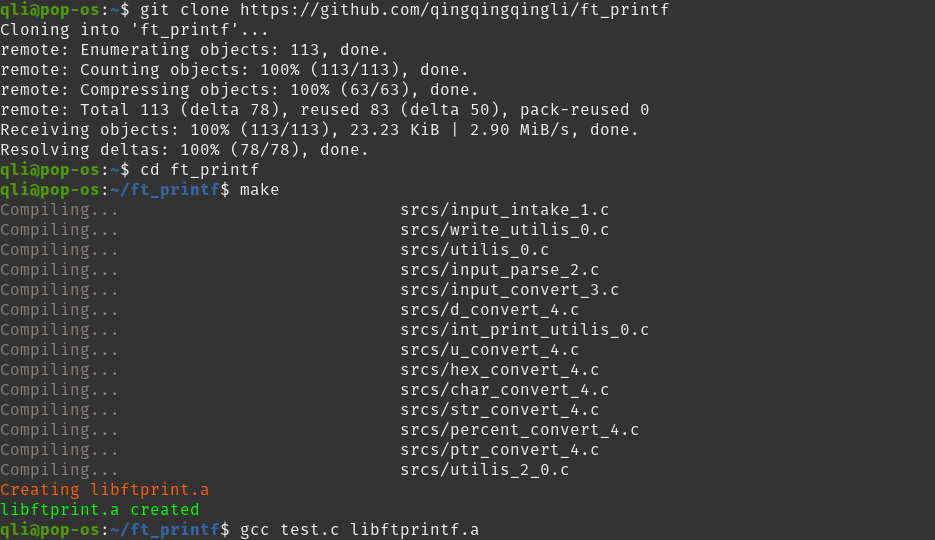 qli@pop-os:~$ git clone https://github.com/qingqingqingli/ft_printf
Cloning into 'ft_printf'...
remote: Enumerating objects: 113, done.
remote: Counting objects: 100% (113/113), done.
remote: Compressing objects: 100% (63/63), done.
remote: Total 113 (delta 78), reused 83 (delta 50), pack-reused 0
Receiving objects: 100% (113/113), 23.23 KiB | 2.90 MiB/s, done.
Resolving deltas: 100% (78/78), done.
qli@pop-os:~$ cd ft_printf
qli@pop-os:~/ft_printf$ make
Compiling... srcs/input_intake_1.c
Compiling... srcs/write_utilis_0.c
Compiling... srcs/utilis_0.c
Compiling... srcs/input_parse_2.c
Compiling... srcs/input_convert_3.c
Compiling... srcs/d_convert_4.c
Compiling... srcs/int_print_utilis_0.c
Compiling... srcs/u_convert_4.c
Compiling... srcs/hex_convert_4.c
Compiling... srcs/char_convert_4.c
Compiling... srcs/str_convert_4.c
Compiling... srcs/percent_convert_4.c
Compiling... srcs/ptr_convert_4.c
Compiling... srcs/utilis_2_0.c
Creating libftprint.a
libftprint.a created
qli@pop-os:~/ft_printf$ gcc test.c libftprintf.a